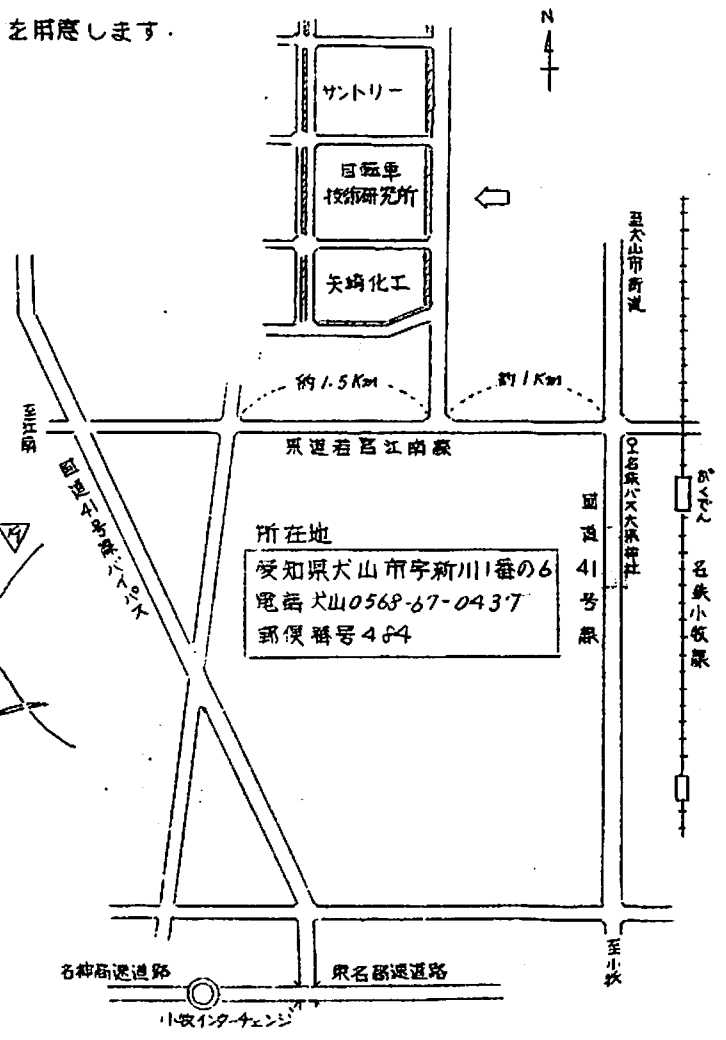 を用意します.
N
サントリー
自転車
技術研究所
矢崎化工
至犬山市街道
約1.5Km
約1Km
至江南
県道若宮江南線
国道41号線バイパス
名鉄バス大県神社
がくでん
国道41号線
名鉄小牧線
所在地
愛知県犬山市字新川1番の6
電話犬山0568-67-0437
郵便番号484
至小牧
名神高速道路
東名高速道路
小牧インターチェンジ